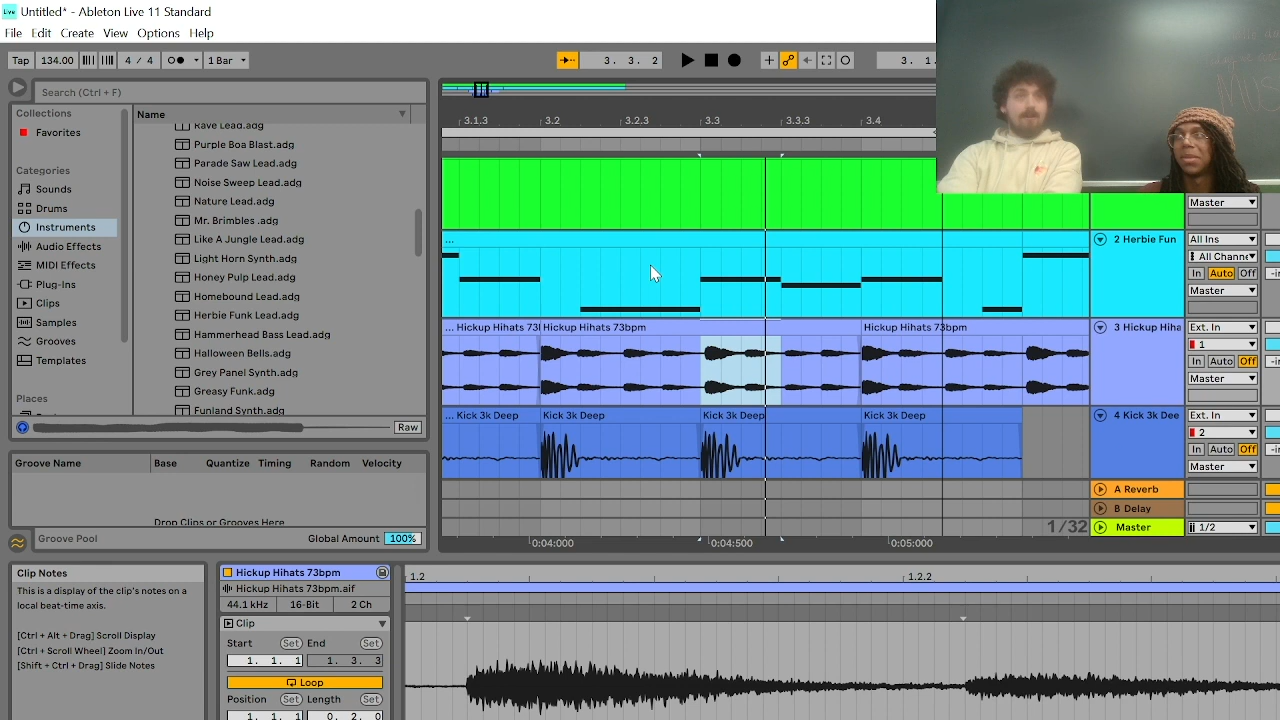 Untitled* - Ableton Live 11 Standard
File Edit Create View Options Help
Tap 134.00 4 / 4 1 Bar 3. 3. 2 3. 1.
Search (Ctrl + F)
Collections
Favorites
Categories
Sounds
Drums
Instruments
Audio Effects
MIDI Effects
Plug-Ins
Clips
Samples
Grooves
Templates
Places
Name
Rave Lead.adg
Purple Boa Blast.adg
Parade Saw Lead.adg
Noise Sweep Lead.adg
Nature Lead.adg
Mr. Brimbles .adg
Like A Jungle Lead.adg
Light Horn Synth.adg
Honey Pulp Lead.adg
Homebound Lead.adg
Herbie Funk Lead.adg
Hammerhead Bass Lead.adg
Halloween Bells.adg
Grey Panel Synth.adg
Greasy Funk.adg
Funland Synth.adg
Raw
Groove Name Base Quantize Timing Random Velocity
Drop Clips or Grooves Here
Groove Pool Global Amount 100%
3.1.3 3.2 3.2.3 3.3 3.3.3 3.4
MUS
Master
... 2 Herbie Fun All Ins
All Channe
In Auto Off
Master
... Hickup Hihats 73 Hickup Hihats 73bpm Hickup Hihats 73bpm 3 Hickup Hiha Ext. In
1
In Auto Off
Master
... Kick 3k Deep Kick 3k Deep Kick 3k Deep Kick 3k Deep 4 Kick 3k Dee Ext. In
2
In Auto Off
Master
A Reverb
B Delay
1/32 Master 1/2
0:04:000 0:04:500 0:05:000
Clip Notes
This is a display of the clip's notes on a
local beat-time axis.
[Ctrl + Alt + Drag] Scroll Display
[Ctrl + Scroll Wheel] Zoom In/Out
[Shift + Ctrl + Drag] Slide Notes
Hickup Hihats 73bpm
Hickup Hihats 73bpm.aif
44.1 kHz 16-Bit 2 Ch
Clip
Start Set End Set
1. 1. 1 1. 3. 3
Loop
Position Set Length Set
1. 1. 1 0. 2. 0
1.2 1.2.2